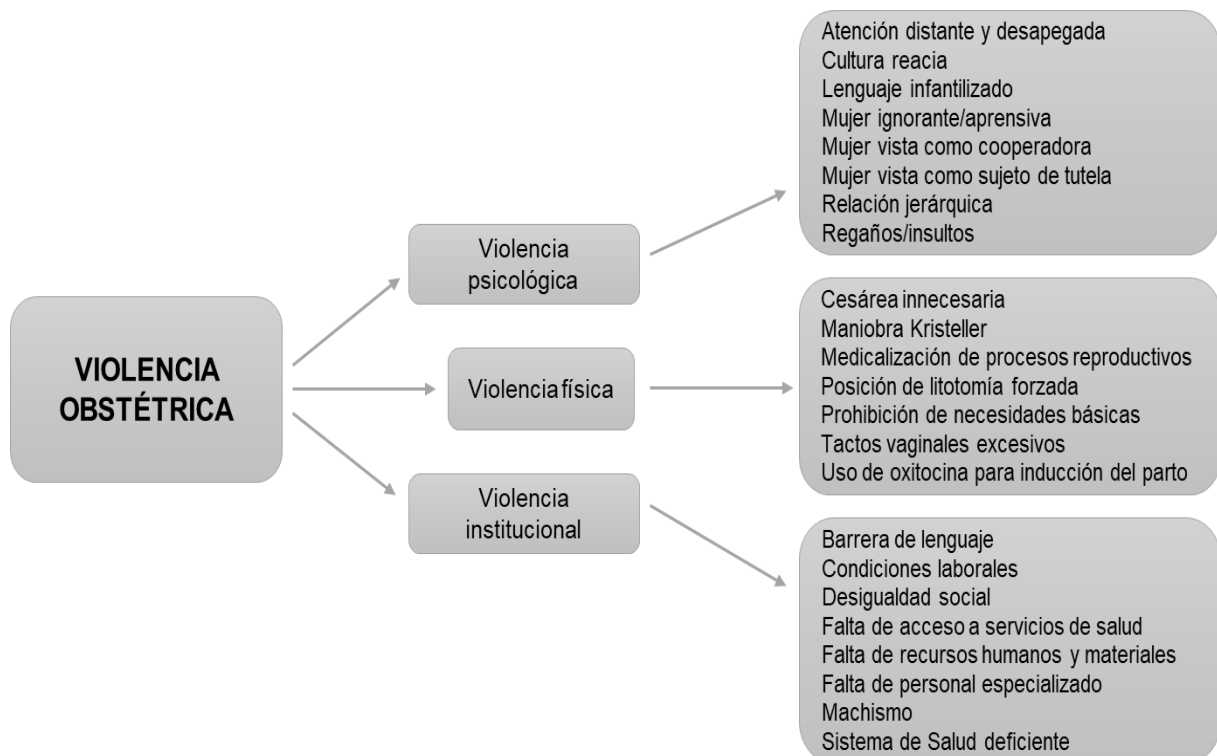 VIOLENCIA
OBSTÉTRICA
Violencia
psicológica
Atención distante y desapegada
Cultura reacia
Lenguaje infantilizado
Mujer ignorante/aprensiva
Mujer vista como cooperadora
Mujer vista como sujeto de tutela
Relación jerárquica
Regaños/insultos
Violencia física
Cesárea innecesaria
Maniobra Kristeller
Medicalización de procesos reproductivos
Posición de litotomía forzada
Prohibición de necesidades básicas
Tactos vaginales excesivos
Uso de oxitocina para inducción del parto
Violencia
institucional
Barrera de lenguaje
Condiciones laborales
Desigualdad social
Falta de acceso a servicios de salud
Falta de recursos humanos y materiales
Falta de personal especializado
Machismo
Sistema de Salud deficiente